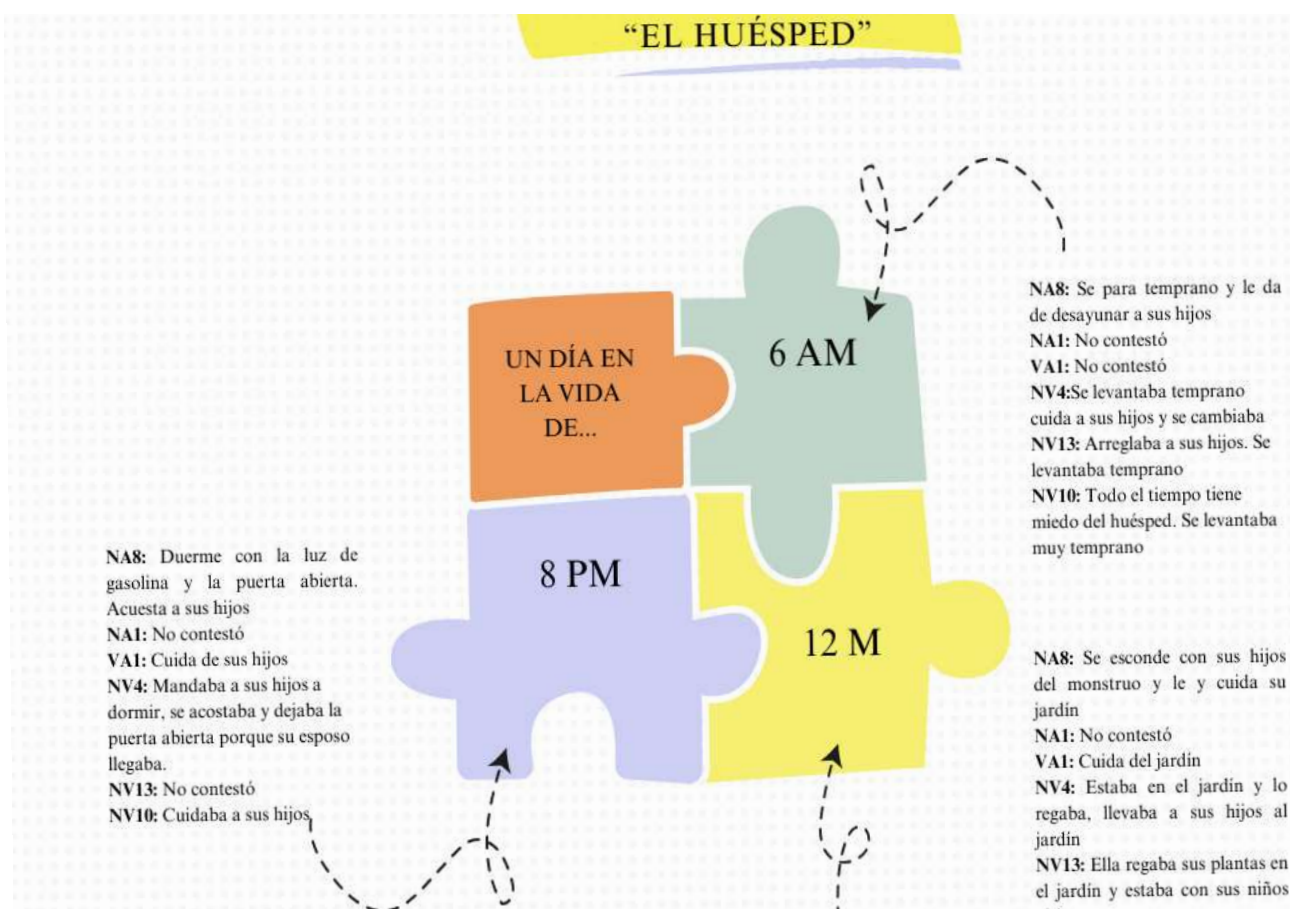 “EL HUÉSPED”
UN DÍA EN
LA VIDA
DE...
6 AM
NA8: Se para temprano y le da
de desayunar a sus hijos
NA1: No contestó
VA1: No contestó
NV4:Se levantaba temprano
cuida a sus hijos y se cambiaba
NV13: Arreglaba a sus hijos. Se
levantaba temprano
NV10: Todo el tiempo tiene
miedo del huésped. Se levantaba
muy temprano
8 PM
NA8: Duerme con la luz de
gasolina y la puerta abierta.
Acuesta a sus hijos
NA1: No contestó
VA1: Cuida de sus hijos
NV4: Mandaba a sus hijos a
dormir, se acostaba y dejaba la
puerta abierta porque su esposo
llegaba.
NV13: No contestó
NV10: Cuidaba a sus hijos
12 M
NA8: Se esconde con sus hijos
del monstruo y le y cuida su
jardín
NA1: No contestó
VA1: Cuida del jardín
NV4: Estaba en el jardín y lo
regaba, llevaba a sus hijos al
jardín
NV13: Ella regaba sus plantas en
el jardín y estaba con sus niños